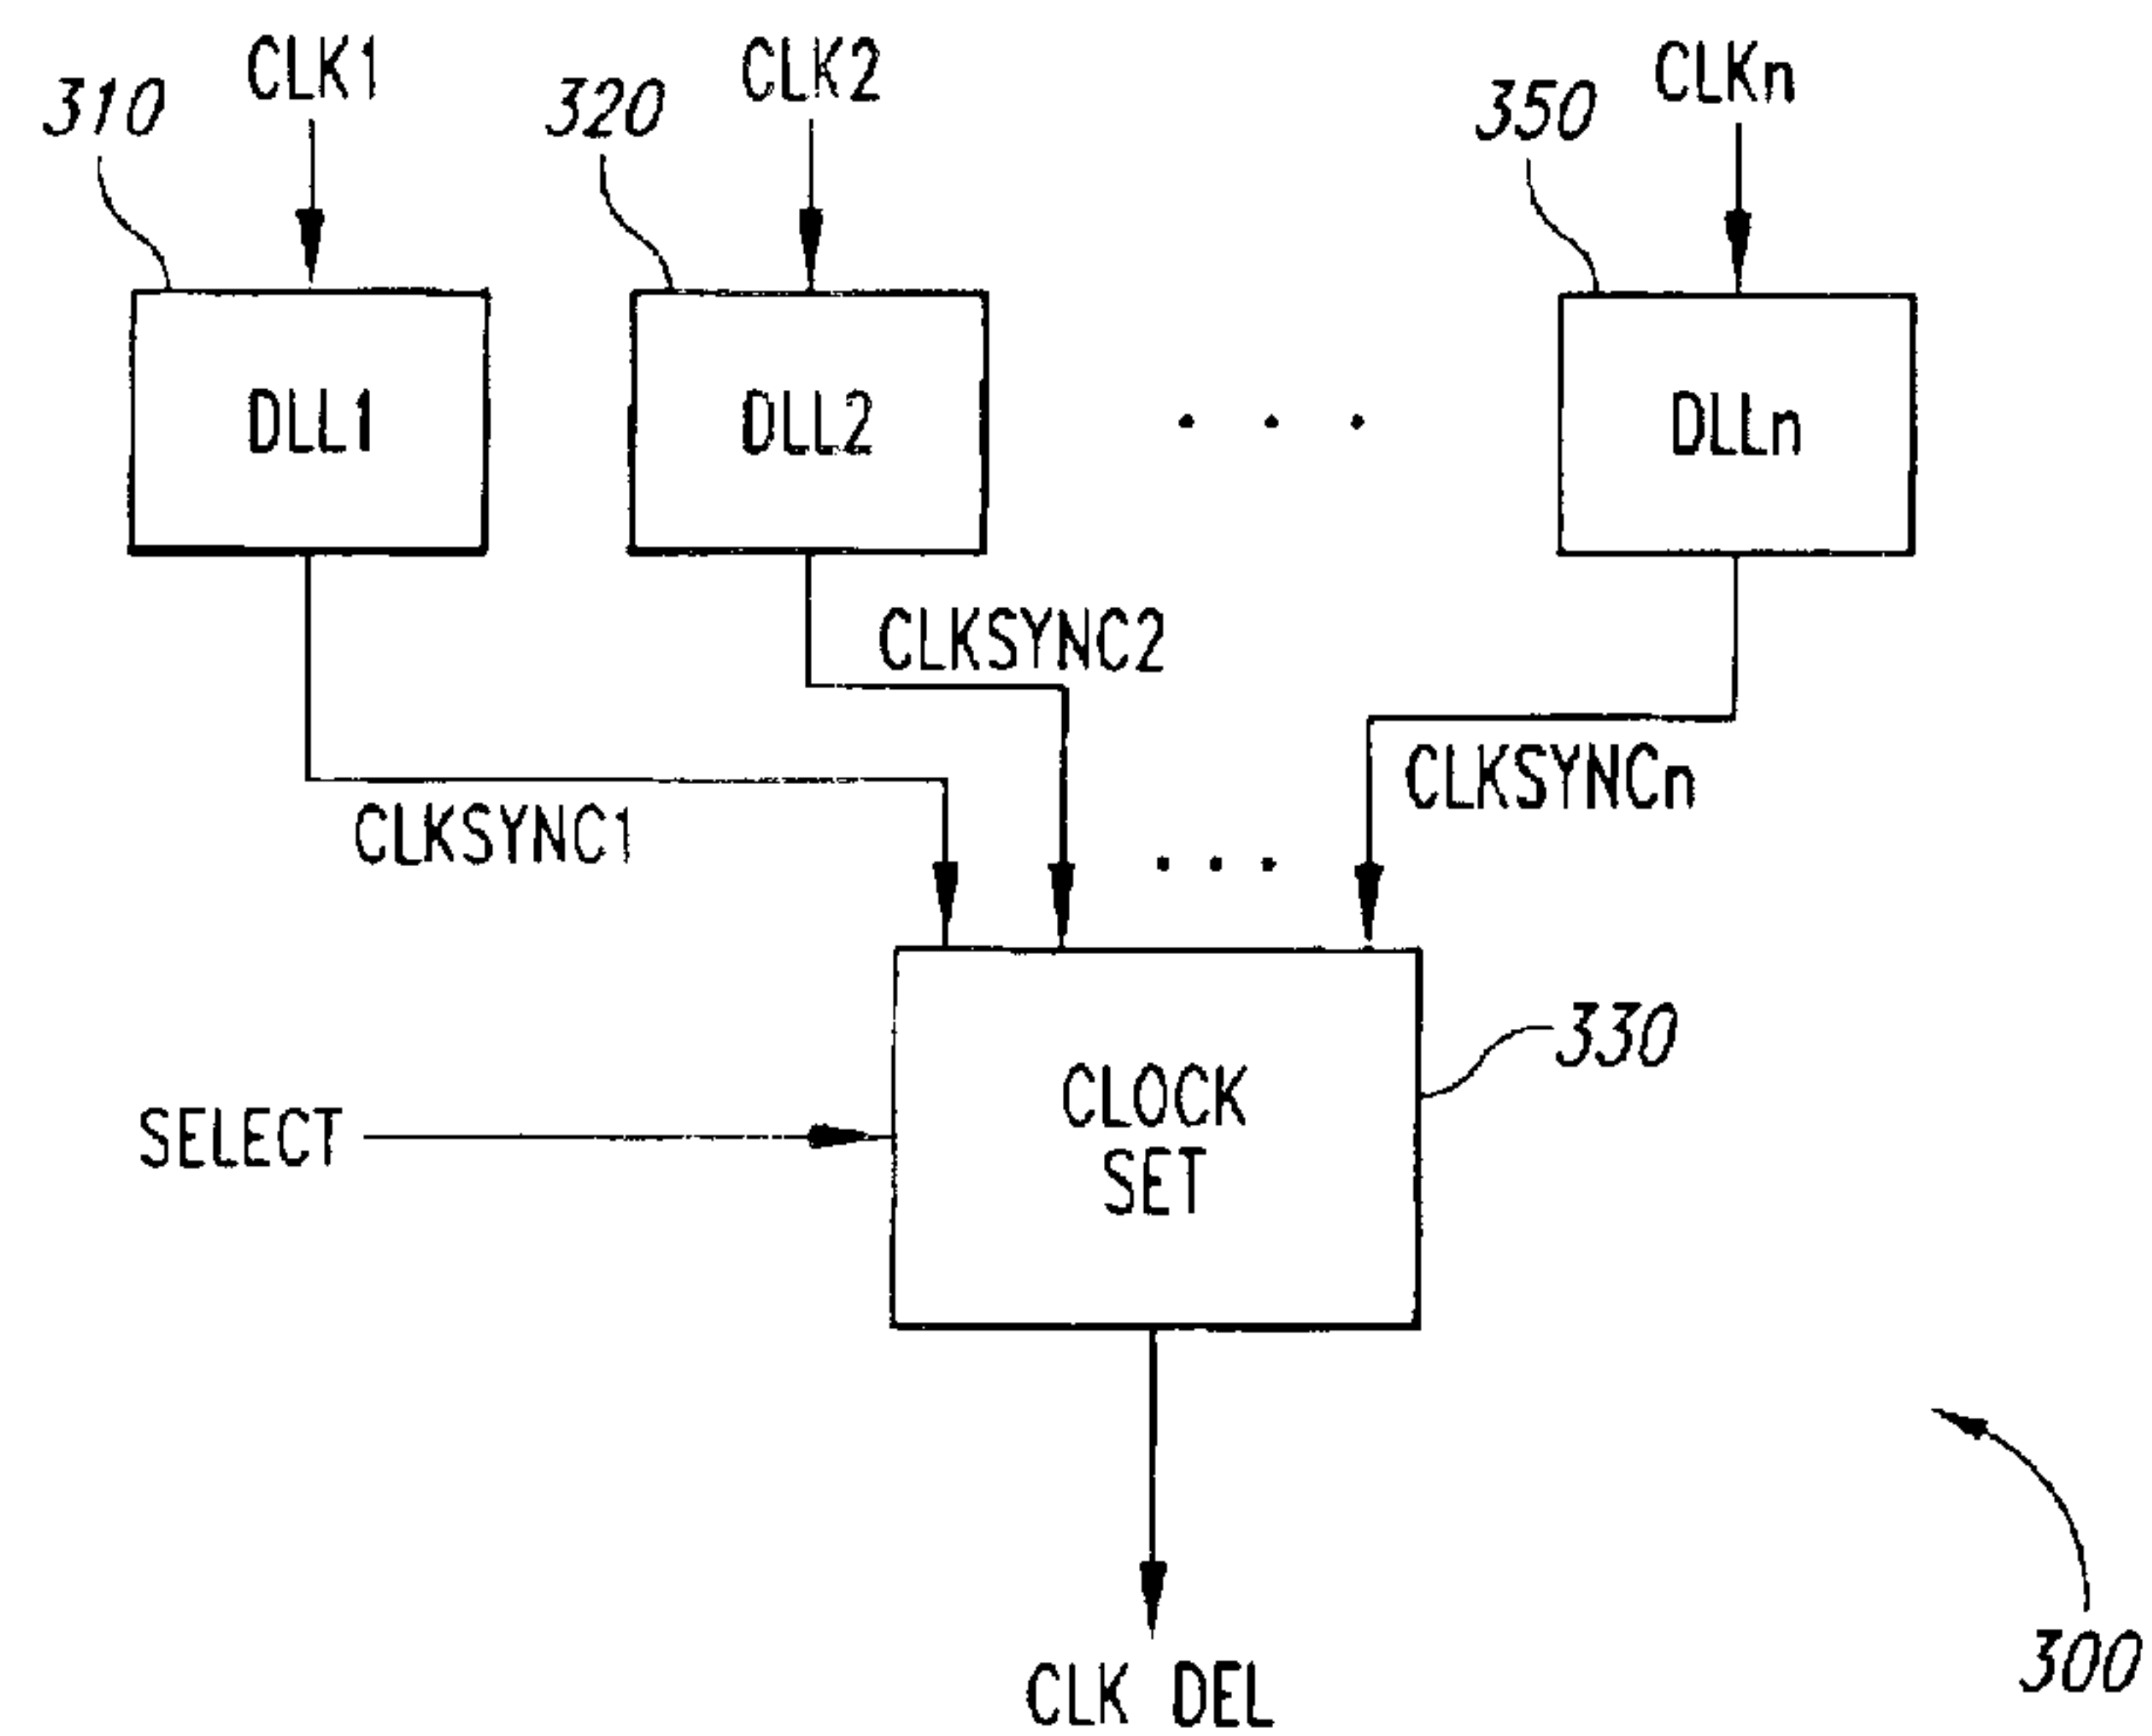 CLK1
CLK2
CLKn
310
320
350
DLL1
DLL2
DLLn
CLKSYNC2
CLKSYNCn
CLKSYNC1
330
CLOCK
SET
SELECT
CLK DEL
300